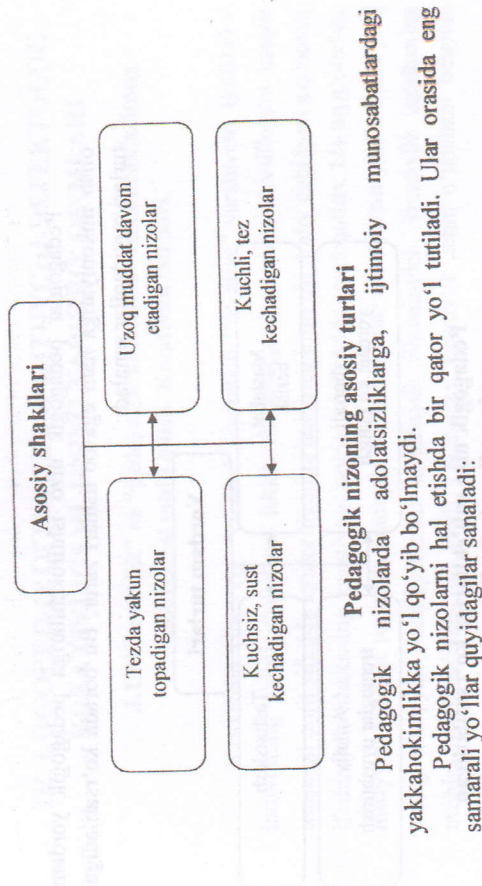 Asosiy shakllari
Tezda yakun
topadigan nizolar
Uzoq muddat davom
etadigan nizolar
Kuchsiz, sust
kechadigan nizolar
Kuchli, tez
kechadigan nizolar
Pedagogik nizoning asosiy turlari
Pedagogik nizolarda adolatsizliklarga, ijtimoiy munosabatlardagi
yakkahokimlikka yo‘l qo‘yib bo‘lmaydi.
Pedagogik nizolarni hal etishda bir qator yo‘l tutiladi. Ular orasida eng
samarali yo‘llar quyidagilar sanaladi: